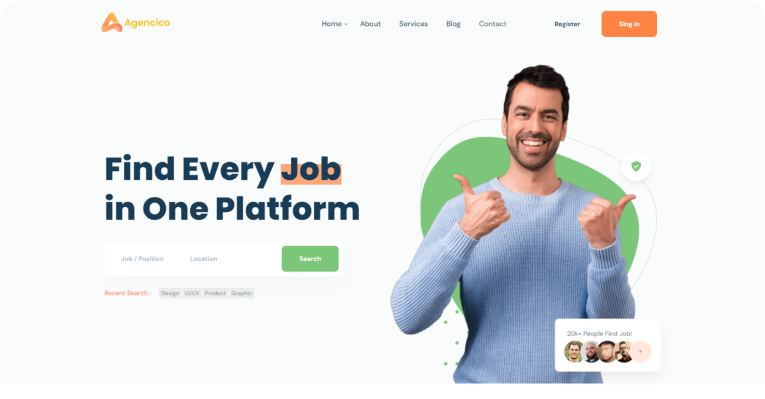 Agencico
Home About Services Blog Contact Register Sing In
Find Every Job
in One Platform
Job / Position Location Search
Recent Search : Design UI/UX Product Graphic
20k+ People Find Job!
+